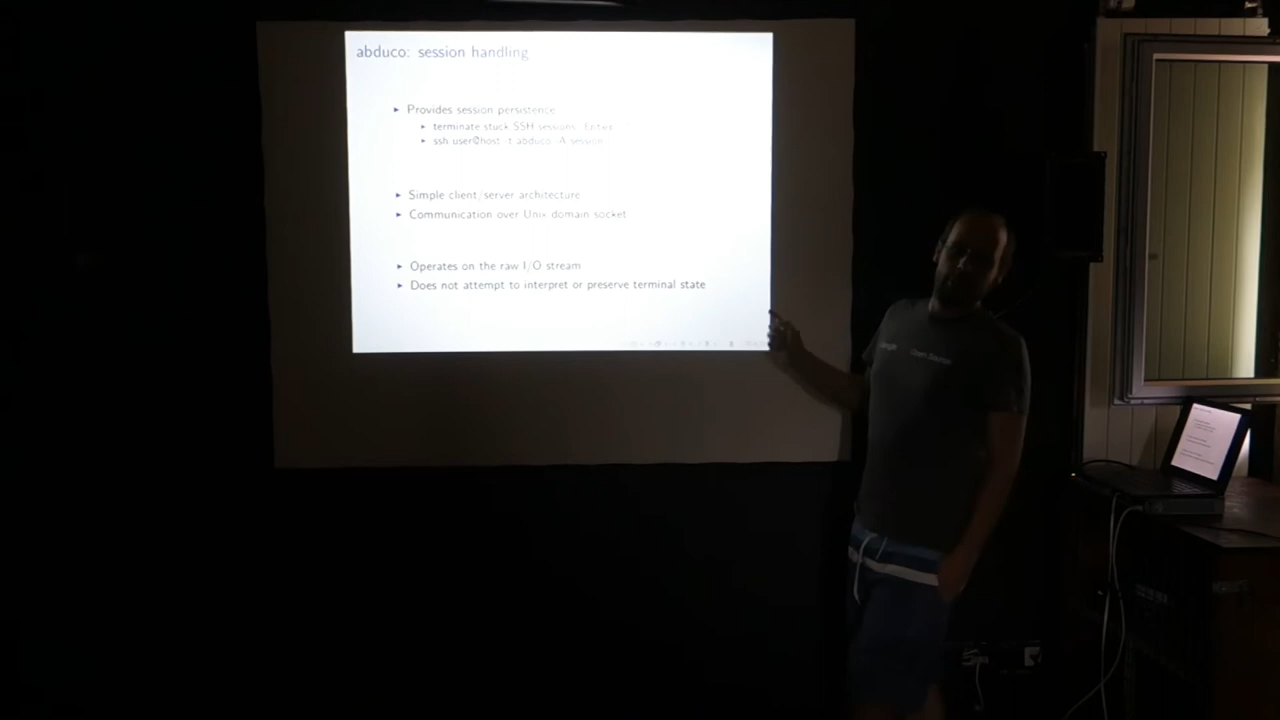 abduco: session handling
Provides session persistence
terminate stuck SSH sessions: Enter
ssh user@host -t abduco -A session
Simple client/server architecture
Communication over Unix domain socket
Operates on the raw I/O stream
Does not attempt to interpret or preserve terminal state
Open Source